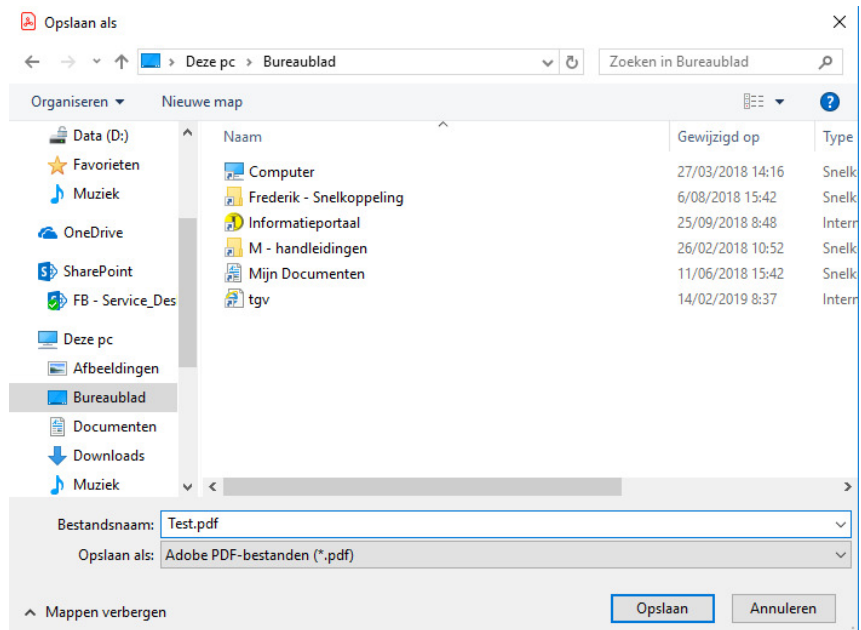 Opslaan als
Deze pc > Bureaublad
Zoeken in Bureaublad
Organiseren
Nieuwe map
?
Naam
Gewijzigd op
Type
Data (D:)
Favorieten
Muziek
OneDrive
SharePoint
FB - Service_Des
Deze pc
Afbeeldingen
Bureaublad
Documenten
Downloads
Muziek
Computer 27/03/2018 14:16 Snelk
Frederik - Snelkoppeling 6/08/2018 15:42 Snelk
Informatieportaal 25/09/2018 8:48 Intern
M - handleidingen 26/02/2018 10:52 Snelk
Mijn Documenten 11/06/2018 15:42 Snelk
tgv 14/02/2019 8:37 Intern
Bestandsnaam: Test.pdf
Opslaan als: Adobe PDF-bestanden (*.pdf)
Mappen verbergen
Opslaan
Annuleren